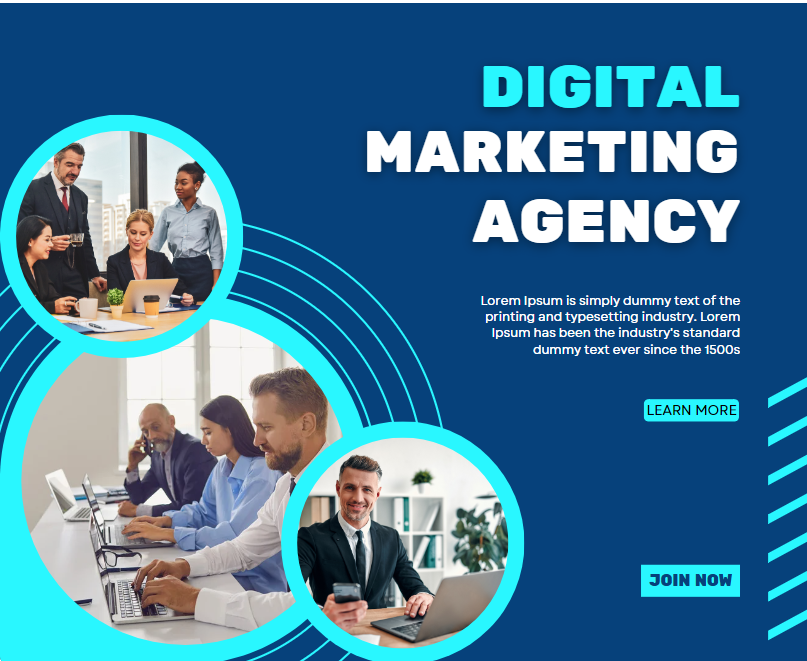 DIGITAL
MARKETING
AGENCY
Lorem Ipsum is simply dummy text of the
printing and typesetting industry. Lorem
Ipsum has been the industry's standard
dummy text ever since the 1500s
LEARN MORE
JOIN NOW